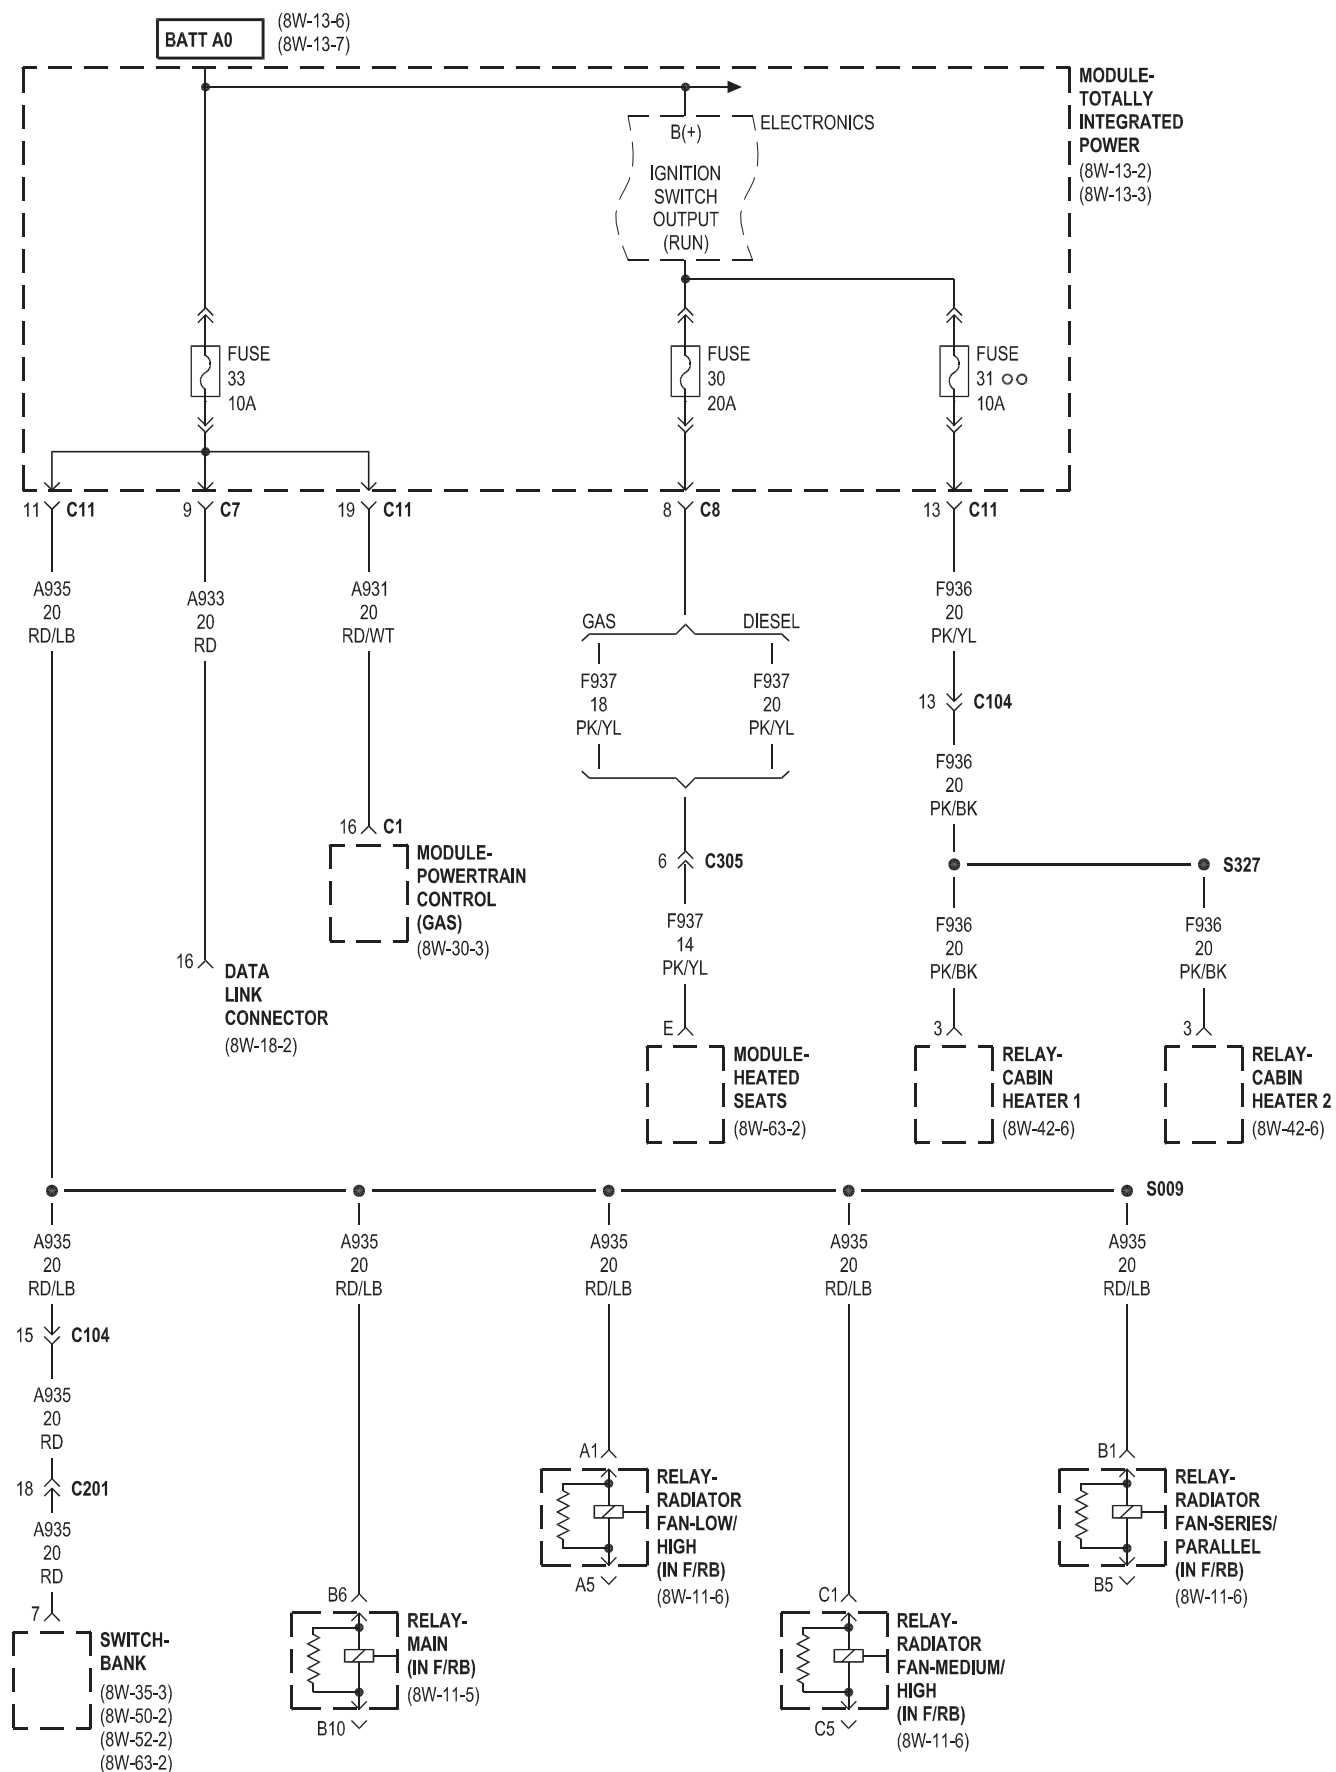 BATT A0
(8W-13-6)
(8W-13-7)
MODULE-
TOTALLY
INTEGRATED
POWER
(8W-13-2)
(8W-13-3)
ELECTRONICS
B(+)
IGNITION
SWITCH
OUTPUT
(RUN)
FUSE
33
10A
FUSE
30
20A
FUSE
31
10A
11 C11
9 C7
19 C11
8 C8
13 C11
A935
20
RD/LB
A933
20
RD
A931
20
RD/WT
GAS
DIESEL
F937
18
PK/YL
F937
20
PK/YL
F936
20
PK/YL
13 C104
F936
20
PK/BK
16 C1
MODULE-
POWERTRAIN
CONTROL
(GAS)
(8W-30-3)
6 C305
S327
F937
14
PK/YL
F936
20
PK/BK
F936
20
PK/BK
16
DATA
LINK
CONNECTOR
(8W-18-2)
E
MODULE-
HEATED
SEATS
(8W-63-2)
3
RELAY-
CABIN
HEATER 1
(8W-42-6)
3
RELAY-
CABIN
HEATER 2
(8W-42-6)
S009
A935
20
RD/LB
A935
20
RD/LB
A935
20
RD/LB
A935
20
RD/LB
A935
20
RD/LB
15 C104
A935
20
RD
18 C201
A935
20
RD
7
SWITCH-
BANK
(8W-35-3)
(8W-50-2)
(8W-52-2)
(8W-63-2)
B6
RELAY-
MAIN
(IN F/RB)
(8W-11-5)
B10
A1
RELAY-
RADIATOR
FAN-LOW/
HIGH
(IN F/RB)
(8W-11-6)
A5
C1
RELAY-
RADIATOR
FAN-MEDIUM/
HIGH
(IN F/RB)
(8W-11-6)
C5
B1
RELAY-
RADIATOR
FAN-SERIES/
PARALLEL
(IN F/RB)
(8W-11-6)
B5